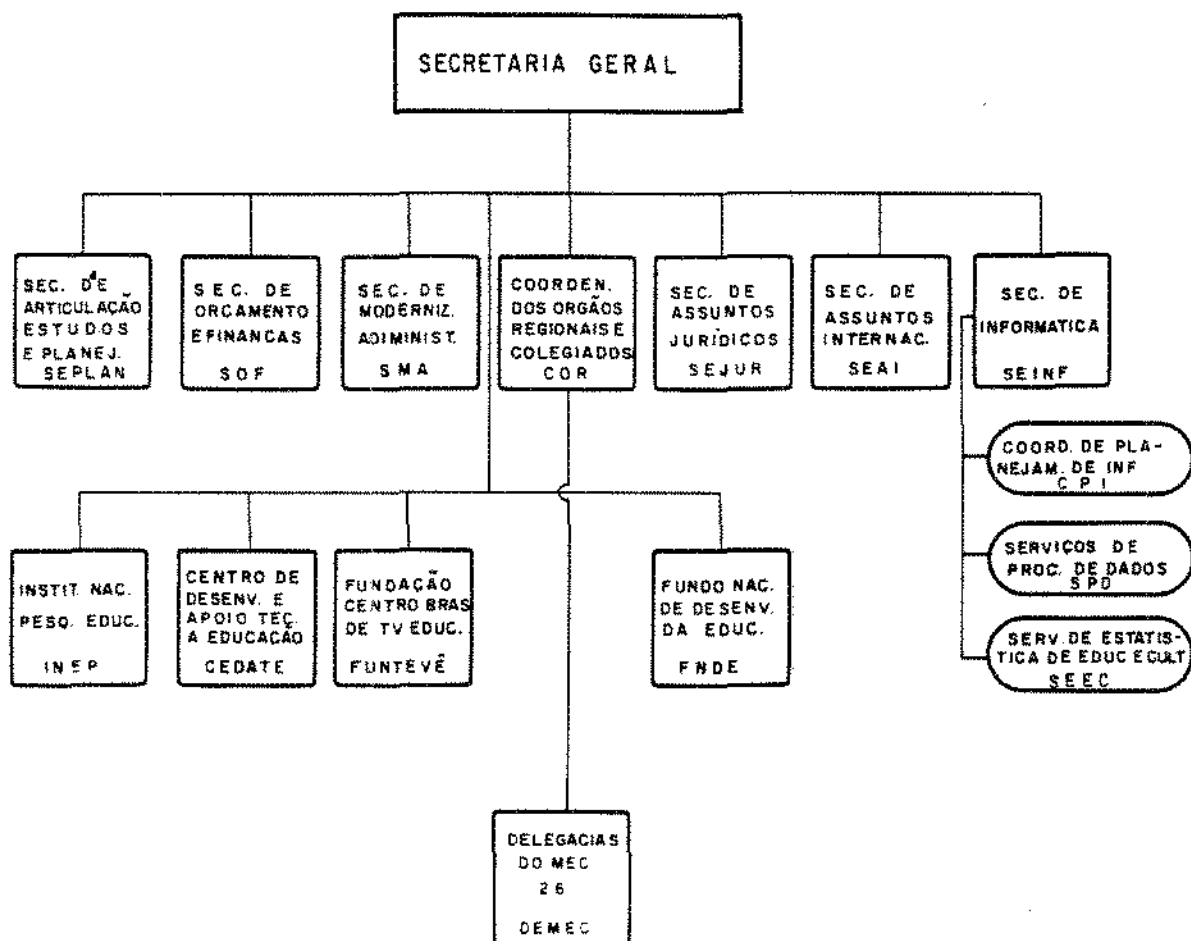 SECRETARIA GERAL
SEC. DE
ARTICULAÇÃO
ESTUDOS
E PLANEJ.
SEPLAN
SEC. DE
ORCAMENTO
EFINANCAS
SOF
SEC. DE
MODERNIZ.
ADIMINIST.
SMA
COORDEN.
DOS ORGÃOS
REGIONAIS E
COLEGIADOS
COR
SEC. DE
ASSUNTOS
JURÍDICOS
SEJUR
SEC. DE
ASSUNTOS
INTERNAC.
SEAI
SEC. DE
INFORMATICA
SEINF
COORD. DE PLA-
NEJAM. DE INF
CPI
SERVIÇOS DE
PROC. DE DADOS
SPD
SERV. DE ESTATIS-
TICA DE EDUC E CULT
SEEC
INSTIT. NAC.
PESQ. EDUC.
INEP
CENTRO DE
DESENV. E
APOIO TEC.
A EDUCAÇÃO
CEDATE
FUNDAÇÃO
CENTRO BRAS
DE TV EDUC.
FUNTEVÊ
FUNDO NAC.
DE DESENV.
DA EDUC.
FNDE
DELEGACIAS
DO MEC
26
DEMEC